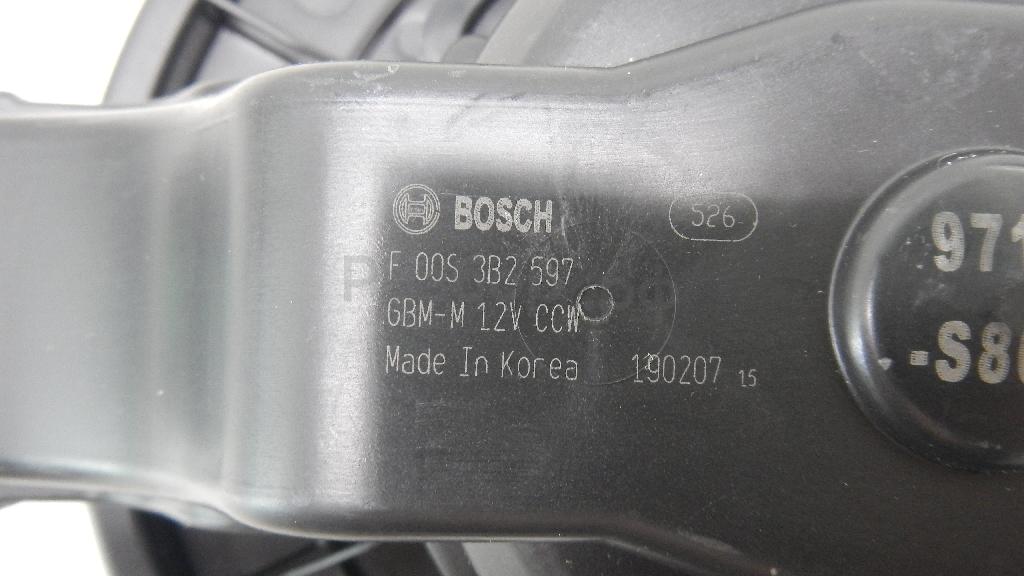 BOSCH
526
F 00S 3B2 597
GBM-M 12V CCW
Made In Korea 190207 15
971
-S8